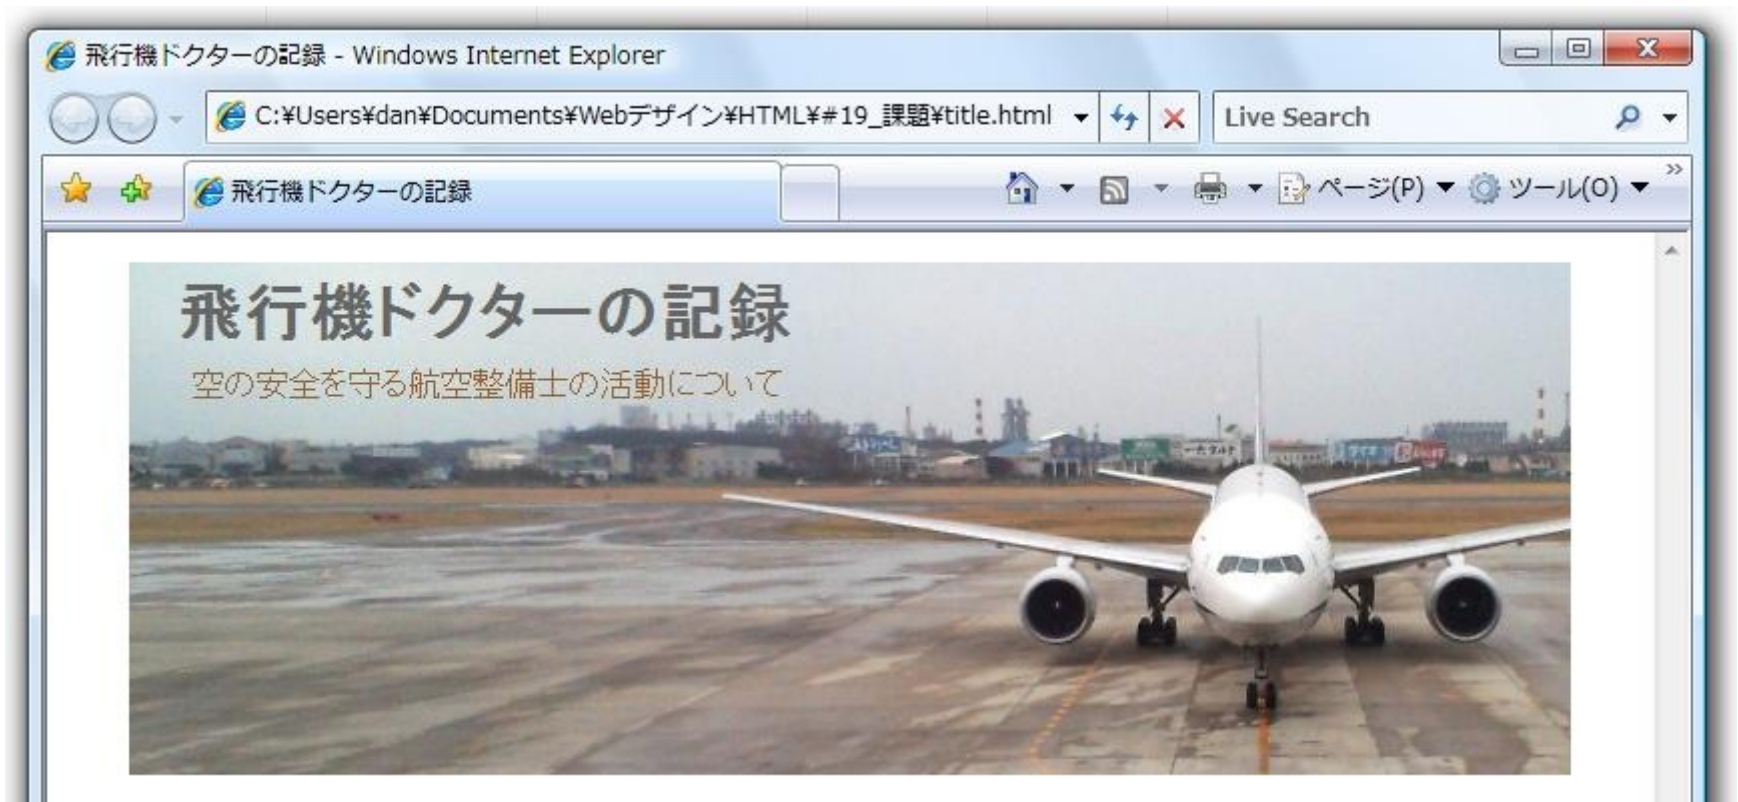 飛行機ドクターの記録 - Windows Internet Explorer
C:¥Users¥dan¥Documents¥Webデザイン¥HTML¥#19_課題¥title.html
Live Search
飛行機ドクターの記録
ページ(P)
ツール(O)
飛行機ドクターの記録
空の安全を守る航空整備士の活動について